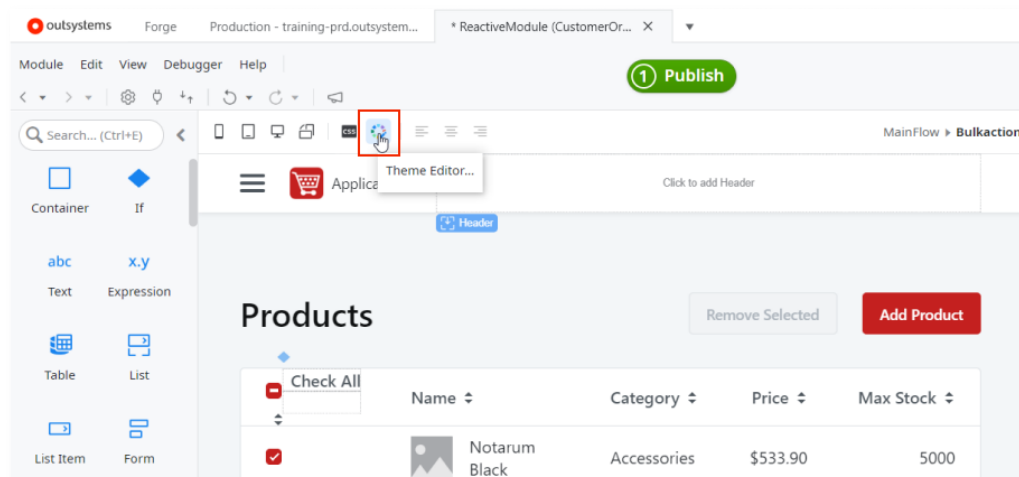 outsystems Forge Production - training-prd.outsystem... * ReactiveModule (CustomerOr... ×
Module Edit View Debugger Help
1 Publish
Search... (Ctrl+E)
css
MainFlow Bulkaction
Theme Editor...
Applica
Click to add Header
Header
Container If
abc x.y
Text Expression
Products
Remove Selected
Add Product
Table List
Check All
Name Category Price Max Stock
List Item Form
Notarum
Black
Accessories $533.90 5000